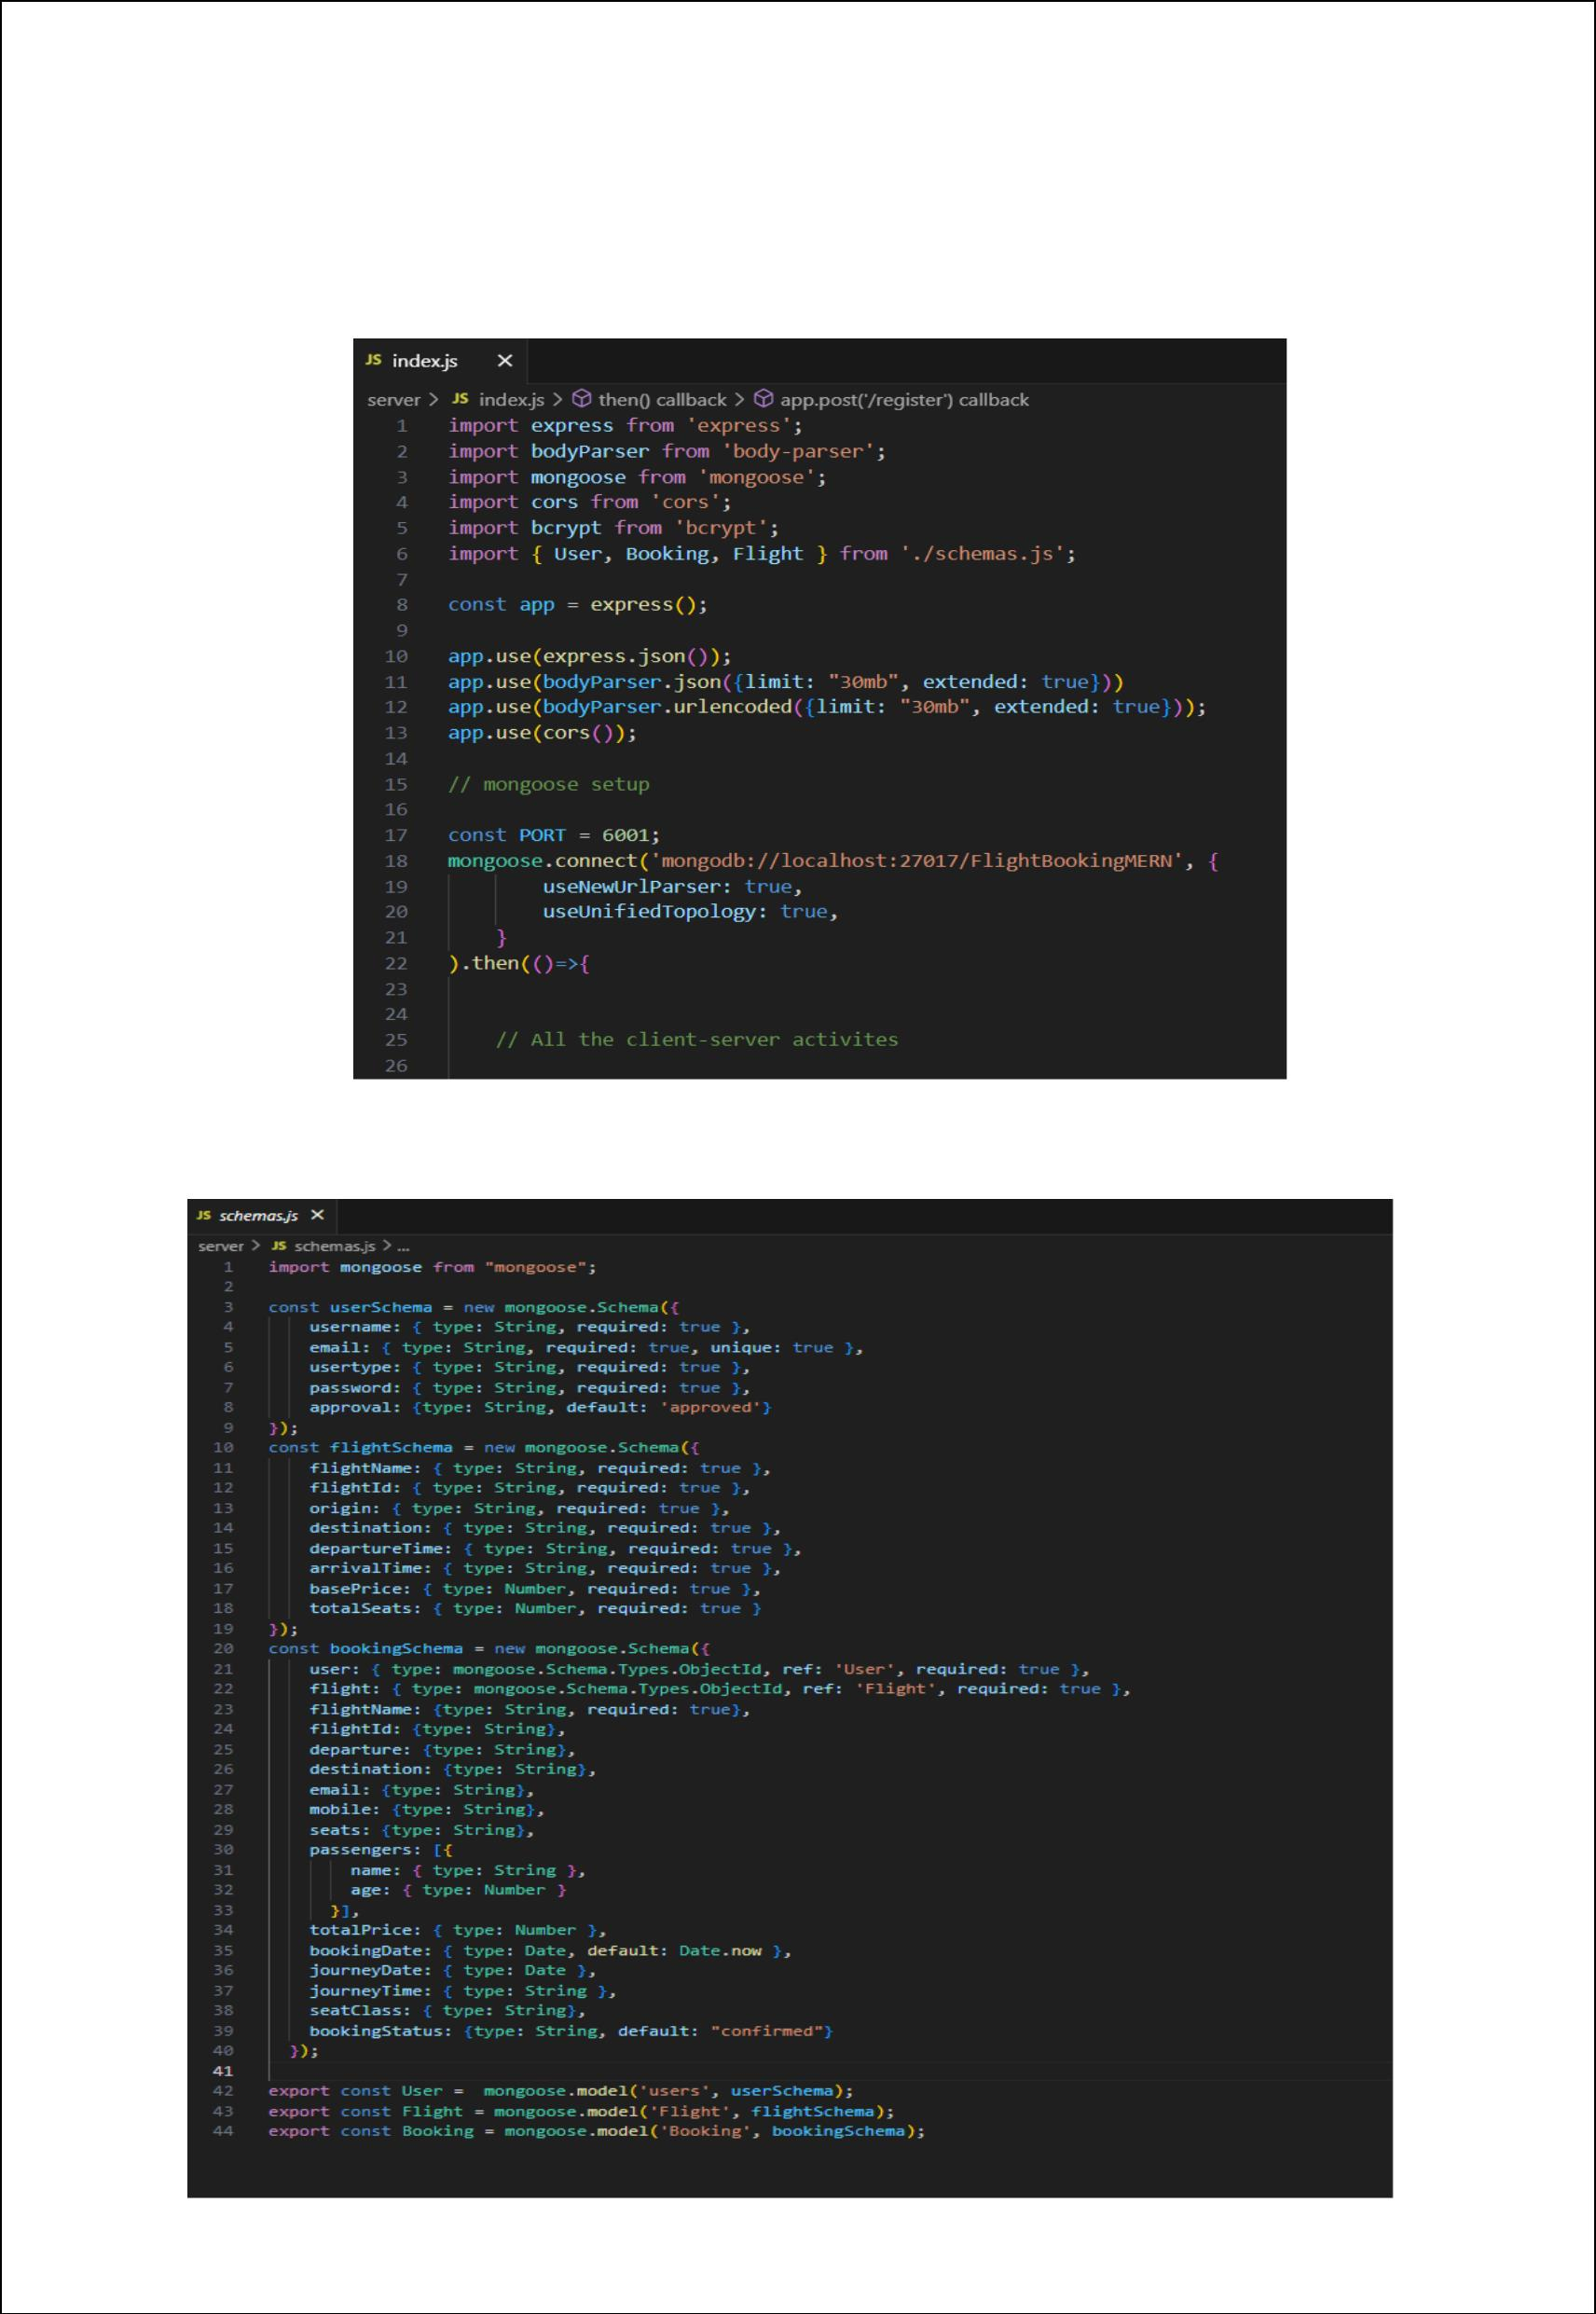 JS index.js ×
server > JS index.js > then() callback > app.post('/register') callback
1 import express from 'express';
2 import bodyParser from 'body-parser';
3 import mongoose from 'mongoose';
4 import cors from 'cors';
5 import bcrypt from 'bcrypt';
6 import { User, Booking, Flight } from './schemas.js';
7
8 const app = express();
9
10 app.use(express.json());
11 app.use(bodyParser.json({limit: "30mb", extended: true}))
12 app.use(bodyParser.urlencoded({limit: "30mb", extended: true}));
13 app.use(cors());
14
15 // mongoose setup
16
17 const PORT = 6001;
18 mongoose.connect('mongodb://localhost:27017/FlightBookingMERN', {
19 useNewUrlParser: true,
20 useUnifiedTopology: true,
21 }
22 ).then(()=>{
23
24
25 // All the client-server activites
26
JS schemas.js ×
server > JS schemas.js > ...
1 import mongoose from "mongoose";
2
3 const userSchema = new mongoose.Schema({
4 username: { type: String, required: true },
5 email: { type: String, required: true, unique: true },
6 usertype: { type: String, required: true },
7 password: { type: String, required: true },
8 approval: {type: String, default: 'approved'}
9 });
10 const flightSchema = new mongoose.Schema({
11 flightName: { type: String, required: true },
12 flightId: { type: String, required: true },
13 origin: { type: String, required: true },
14 destination: { type: String, required: true },
15 departureTime: { type: String, required: true },
16 arrivalTime: { type: String, required: true },
17 basePrice: { type: Number, required: true },
18 totalSeats: { type: Number, required: true }
19 });
20 const bookingSchema = new mongoose.Schema({
21 user: { type: mongoose.Schema.Types.ObjectId, ref: 'User', required: true },
22 flight: { type: mongoose.Schema.Types.ObjectId, ref: 'Flight', required: true },
23 flightName: {type: String, required: true},
24 flightId: {type: String},
25 departure: {type: String},
26 destination: {type: String},
27 email: {type: String},
28 mobile: {type: String},
29 seats: {type: String},
30 passengers: [{
31 name: { type: String },
32 age: { type: Number }
33 }],
34 totalPrice: { type: Number },
35 bookingDate: { type: Date, default: Date.now },
36 journeyDate: { type: Date },
37 journeyTime: { type: String },
38 seatClass: { type: String},
39 bookingStatus: {type: String, default: "confirmed"}
40 });
41
42 export const User = mongoose.model('users', userSchema);
43 export const Flight = mongoose.model('Flight', flightSchema);
44 export const Booking = mongoose.model('Booking', bookingSchema);